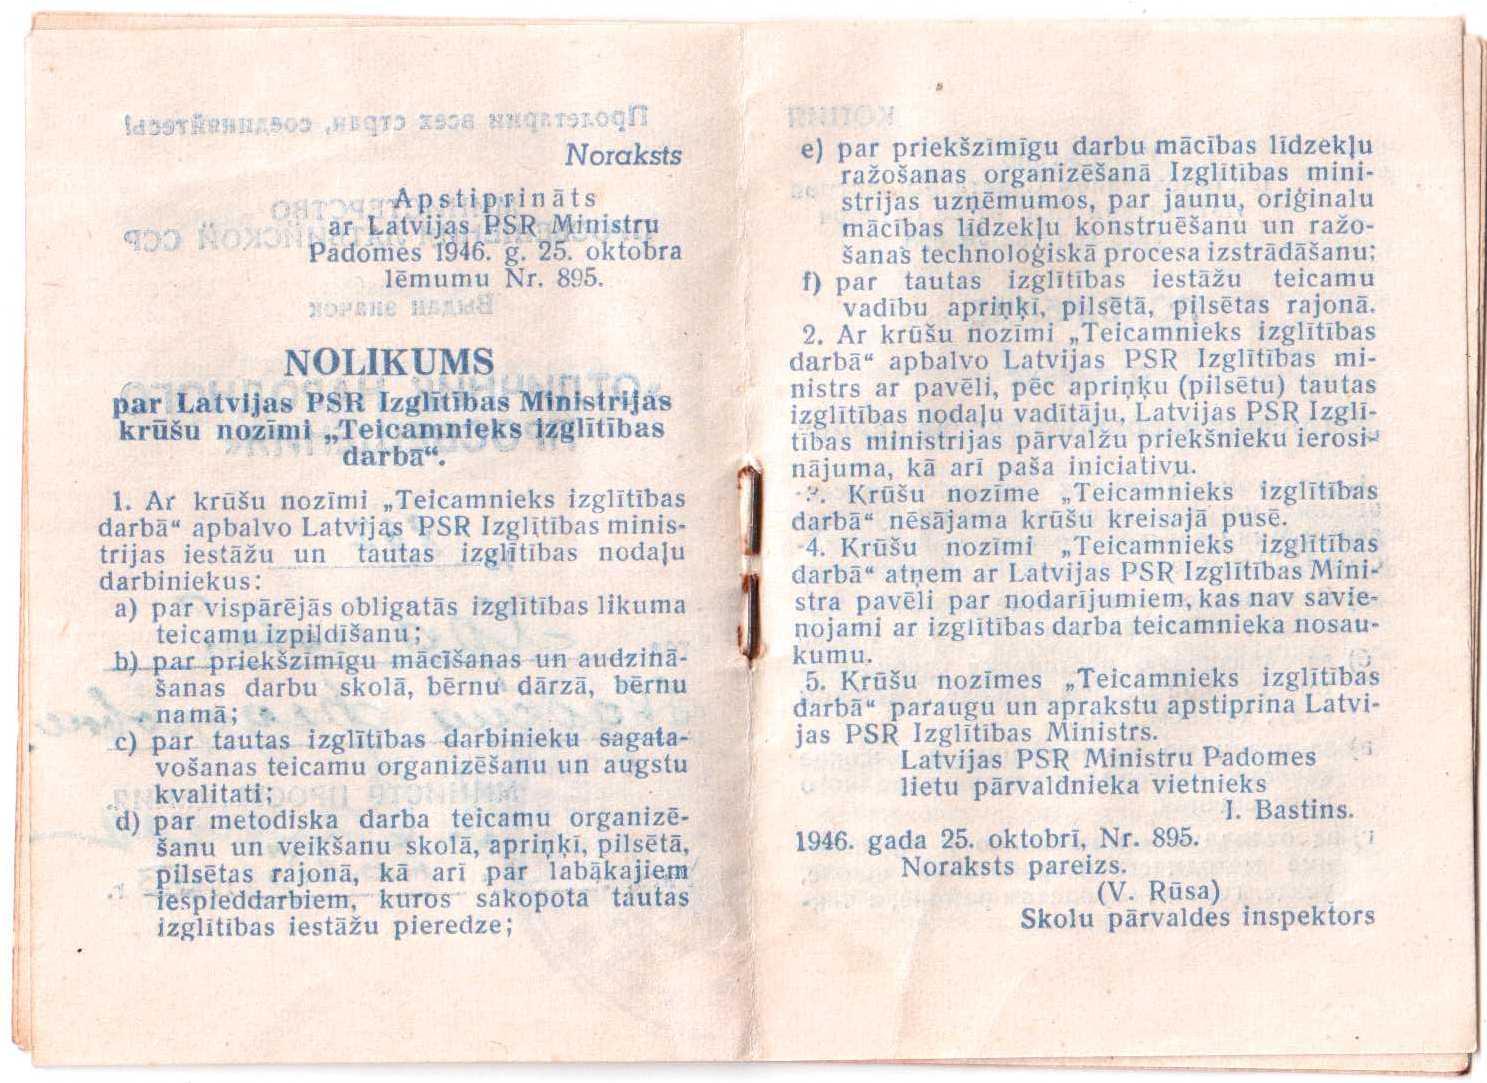 Noraksts
Apstiprināts
ar Latvijas PSR Ministru
Padomes 1946. g. 25. oktobra
lēmumu Nr. 895.
NOLIKUMS
par Latvijas PSR Izglītības Ministrijas
krūšu nozīmi „Teicamnieks izglītības
darbā“.
1. Ar krūšu nozīmi „Teicamnieks izglītības
darbā“ apbalvo Latvijas PSR Izglītības minis-
trijas iestāžu un tautas izglītības nodaļu
darbiniekus:
a) par vispārējās obligatās izglītības likuma
teicamu izpildīšanu;
b) par priekšzīmīgu mācīšanas un audzinā-
šanas darbu skolā, bērnu dārzā, bērnu
namā;
c) par tautas izglītības darbinieku sagata-
vošanas teicamu organizēšanu un augstu
kvalitati;
d) par metodiska darba teicamu organizē-
šanu un veikšanu skolā, apriņķī, pilsētā,
pilsētas rajonā, kā arī par labākajiem
iespieddarbiem, kuros sakopota tautas
izglītības iestāžu pieredze;
e) par priekšzīmīgu darbu mācības līdzekļu
ražošanas organizēšanā Izglītības mini-
strijas uzņēmumos, par jaunu, oriģinalu
mācības līdzekļu konstruēšanu un ražo-
šanas technoloģiskā procesa izstrādāšanu;
f) par tautas izglītības iestāžu teicamu
vadību apriņķī, pilsētā, pilsētas rajonā.
2. Ar krūšu nozīmi „Teicamnieks izglītības
darbā“ apbalvo Latvijas PSR Izglītības mi-
nistrs ar pavēli, pēc apriņķu (pilsētu) tautas
izglītības nodaļu vadītāju, Latvijas PSR Izglī-
tības ministrijas pārvalžu priekšnieku ierosi-
nājuma, kā arī paša iniciativu.
3. Krūšu nozīme „Teicamnieks izglītības
darbā“ nēsājama krūšu kreisajā pusē.
4. Krūšu nozīmi „Teicamnieks izglītības
darbā“ atņem ar Latvijas PSR Izglītības Mini-
stra pavēli par nodarījumiem, kas nav savie-
nojami ar izglītības darba teicamnieka nosau-
kumu.
5. Krūšu nozīmes „Teicamnieks izglītības
darbā“ paraugu un aprakstu apstiprina Latvi-
jas PSR Izglītības Ministrs.
Latvijas PSR Ministru Padomes
lietu pārvaldnieka vietnieks
I. Bastins.
1946. gada 25. oktobrī, Nr. 895.
Noraksts pareizs.
(V. Rūsa)
Skolu pārvaldes inspektors